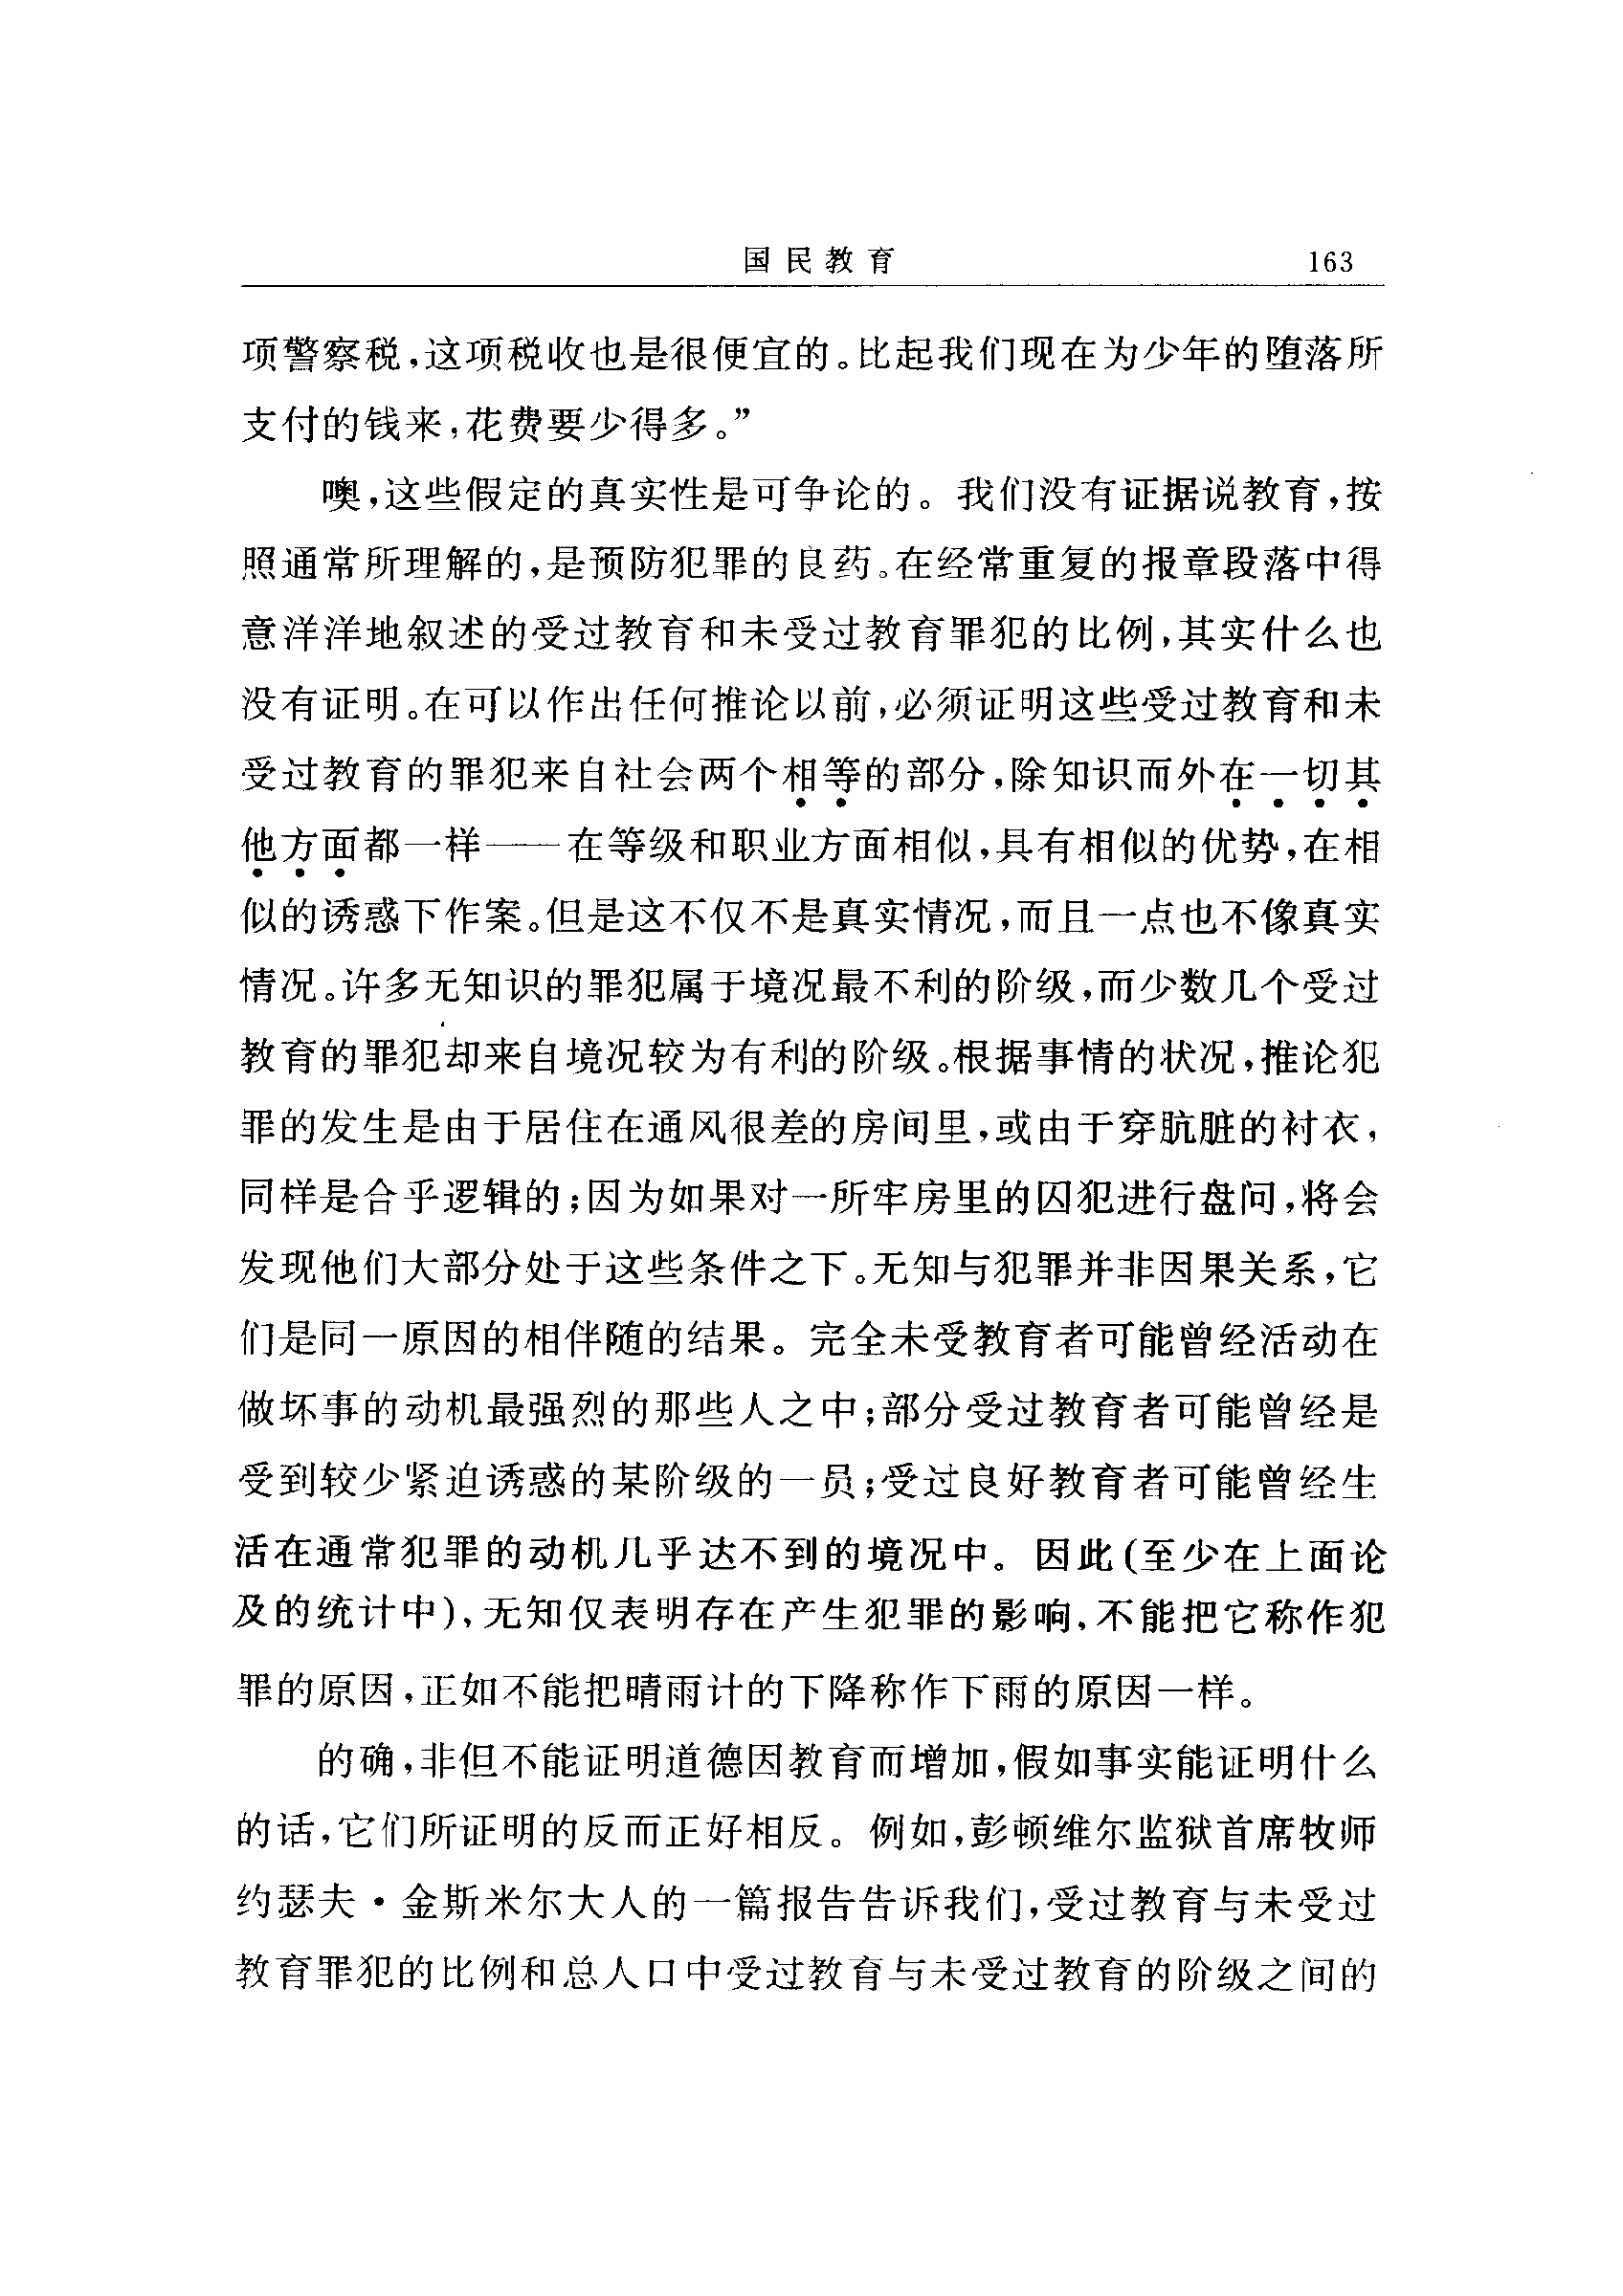 国民教育 163
项警察税，这项税收也是很便宜的。比起我们现在为少年的堕落所
支付的钱来，花费要少得多。”
噢，这些假定的真实性是可争论的。我们没有证据说教育，按
照通常所理解的，是预防犯罪的良药。在经常重复的报章段落中得
意洋洋地叙述的受过教育和未受过教育罪犯的比例，其实什么也
没有证明。在可以作出任何推论以前，必须证明这些受过教育和未
受过教育的罪犯来自社会两个相等的部分，除知识而外在一切其
他方面都一样——在等级和职业方面相似，具有相似的优势，在相
似的诱惑下作案。但是这不仅不是真实情况，而且一点也不像真实
情况。许多无知识的罪犯属于境况最不利的阶级，而少数几个受过
教育的罪犯却来自境况较为有利的阶级。根据事情的状况，推论犯
罪的发生是由于居住在通风很差的房间里，或由于穿肮脏的衬衣，
同样是合乎逻辑的；因为如果对一所牢房里的囚犯进行盘问，将会
发现他们大部分处于这些条件之下。无知与犯罪并非因果关系，它
们是同一原因的相伴随的结果。完全未受教育者可能曾经活动在
做坏事的动机最强烈的那些人之中；部分受过教育者可能曾经是
受到较少紧迫诱惑的某阶级的一员；受过良好教育者可能曾经生
活在通常犯罪的动机几乎达不到的境况中。因此(至少在上面论
及的统计中)，无知仅表明存在产生犯罪的影响，不能把它称作犯
罪的原因，正如不能把晴雨计的下降称作下雨的原因一样。
的确，非但不能证明道德因教育而增加，假如事实能证明什么
的话，它们所证明的反而正好相反。例如，彭顿维尔监狱首席牧师
约瑟夫·金斯米尔大人的一篇报告告诉我们，受过教育与未受过
教育罪犯的比例和总人口中受过教育与未受过教育的阶级之间的